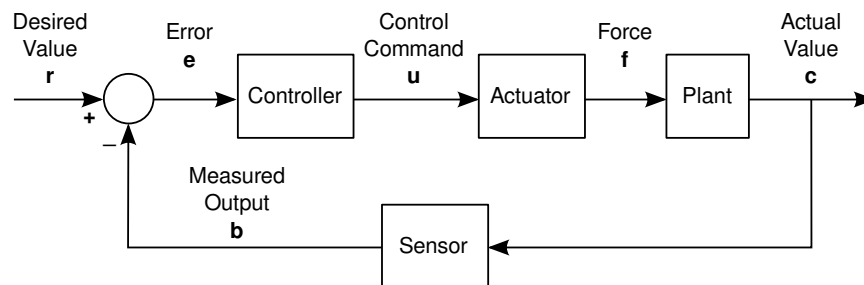 Desired
Value
r
Error
e
Control
Command
u
Force
f
Actual
Value
c
Controller
Actuator
Plant
+
–
Measured
Output
b
Sensor